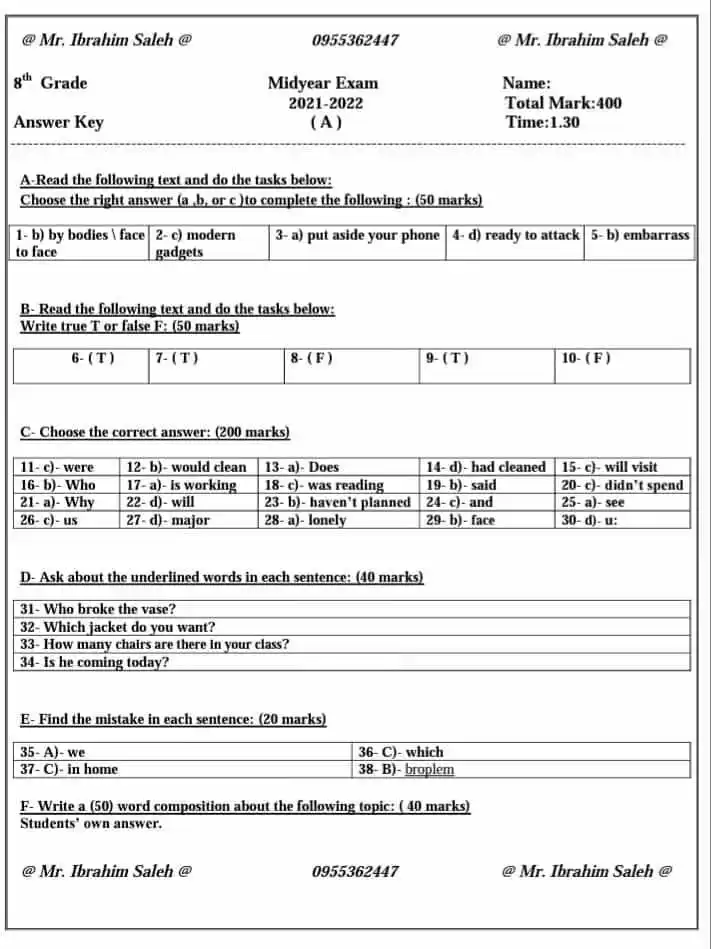 @ Mr. Ibrahim Saleh @ 0955362447 @ Mr. Ibrahim Saleh @
8th Grade Midyear Exam Name:
2021-2022 Total Mark:400
Answer Key ( A ) Time:1.30
A-Read the following text and do the tasks below:
Choose the right answer (a ,b, or c )to complete the following : (50 marks)
1- b) by bodies \ face 2- c) modern 3- a) put aside your phone 4- d) ready to attack 5- b) embarrass
to face gadgets
B- Read the following text and do the tasks below:
Write true T or false F: (50 marks)
6- ( T ) 7- ( T ) 8- ( F ) 9- ( T ) 10- ( F )
C- Choose the correct answer: (200 marks)
11- c)- were 12- b)- would clean 13- a)- Does 14- d)- had cleaned 15- c)- will visit
16- b)- Who 17- a)- is working 18- c)- was reading 19- b)- said 20- c)- didn't spend
21- a)- Why 22- d)- will 23- b)- haven't planned 24- c)- and 25- a)- see
26- c)- us 27- d)- major 28- a)- lonely 29- b)- face 30- d)- u:
D- Ask about the underlined words in each sentence: (40 marks)
31- Who broke the vase?
32- Which jacket do you want?
33- How many chairs are there in your class?
34- Is he coming today?
E- Find the mistake in each sentence: (20 marks)
35- A)- we 36- C)- which
37- C)- in home 38- B)- broplem
F- Write a (50) word composition about the following topic: ( 40 marks)
Students' own answer.
@ Mr. Ibrahim Saleh @ 0955362447 @ Mr. Ibrahim Saleh @